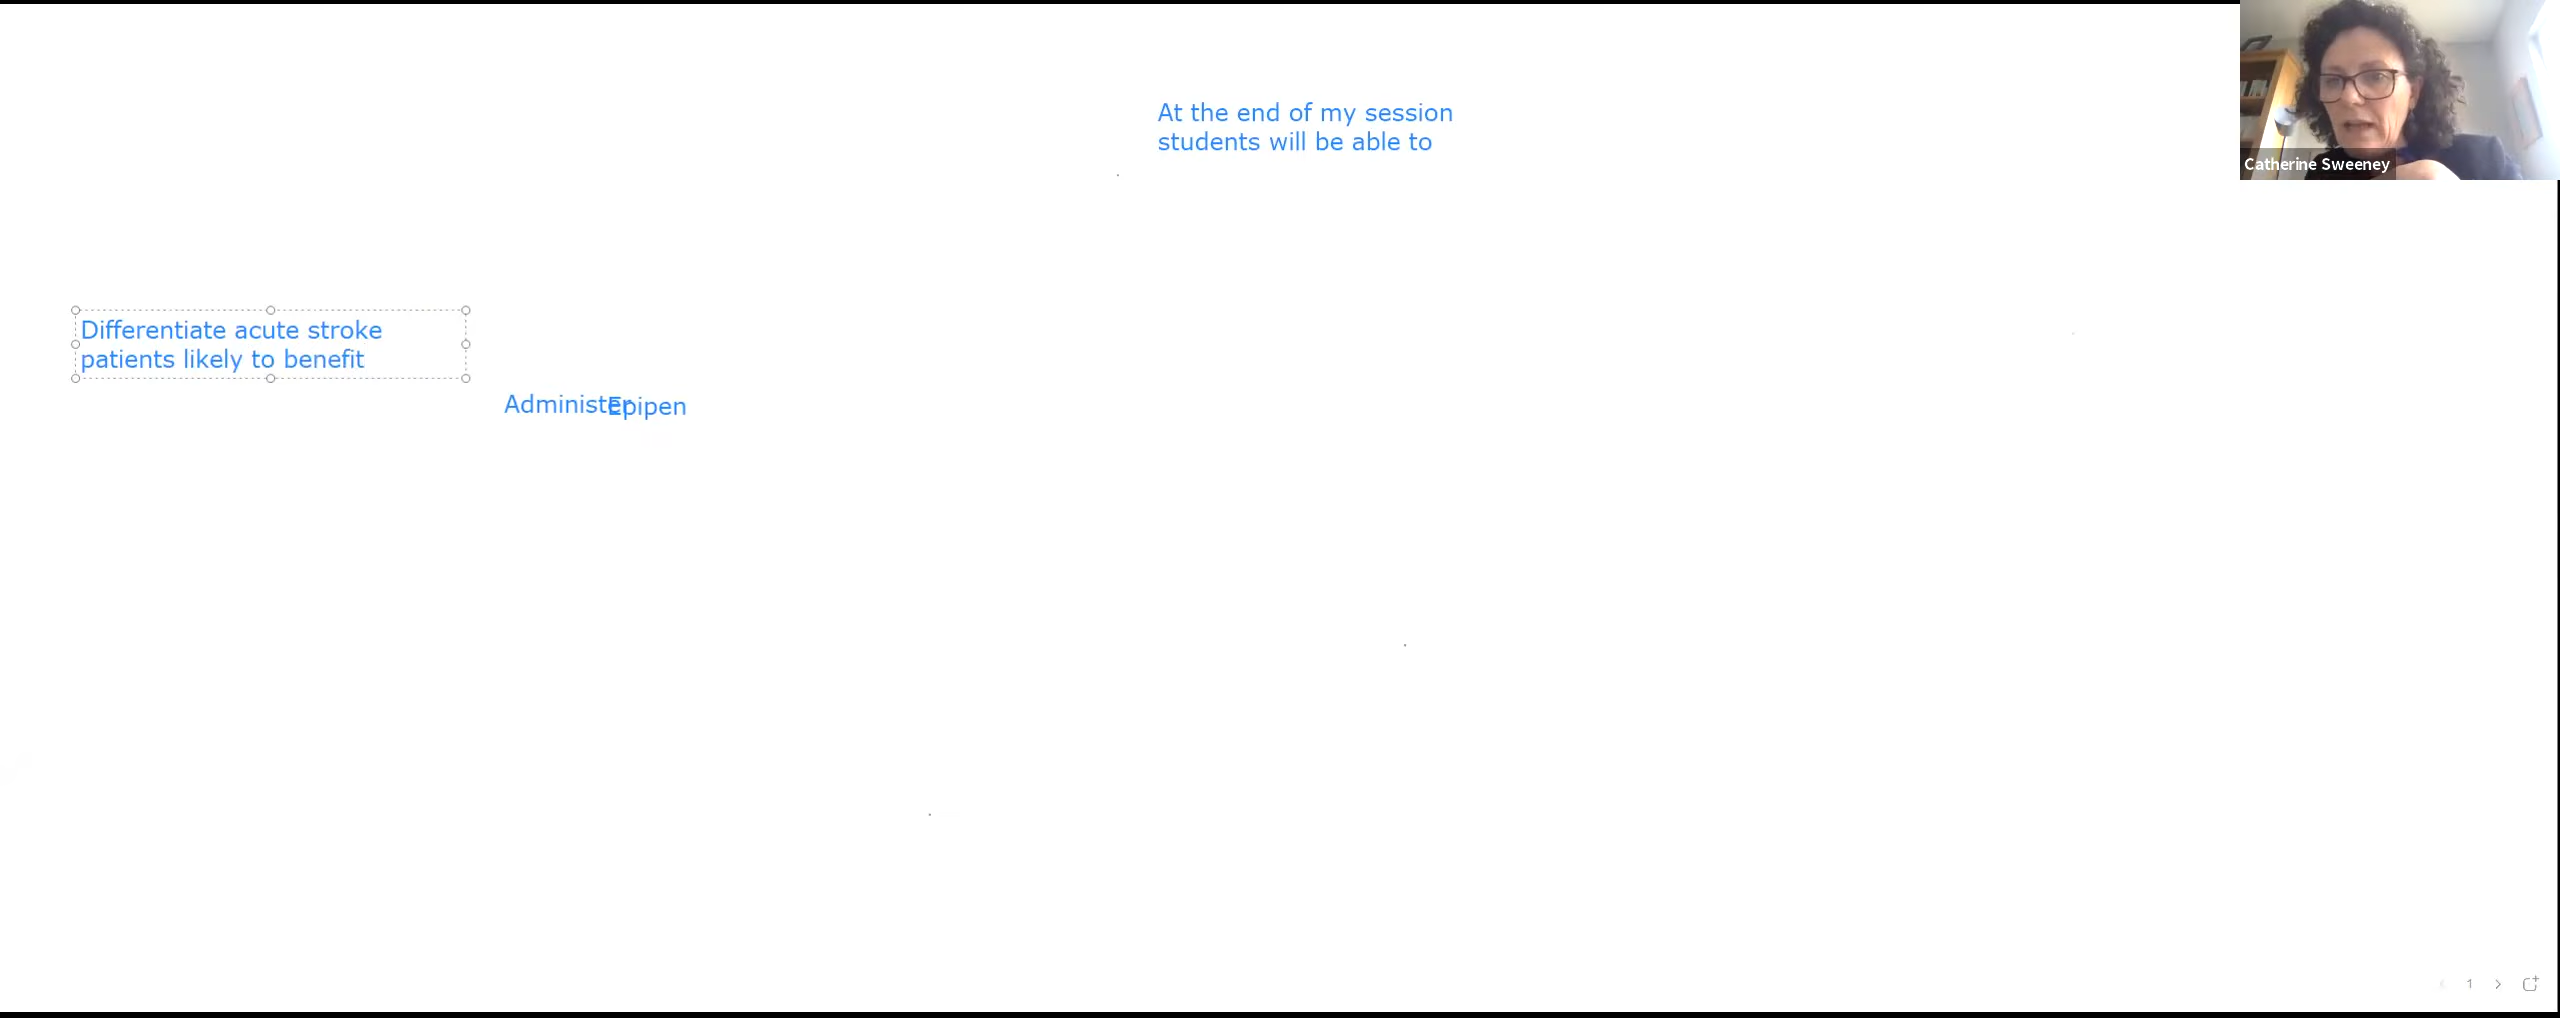 At the end of my session
students will be able to
Catherine Sweeney
Differentiate acute stroke
patients likely to benefit
Administer Epipen
1